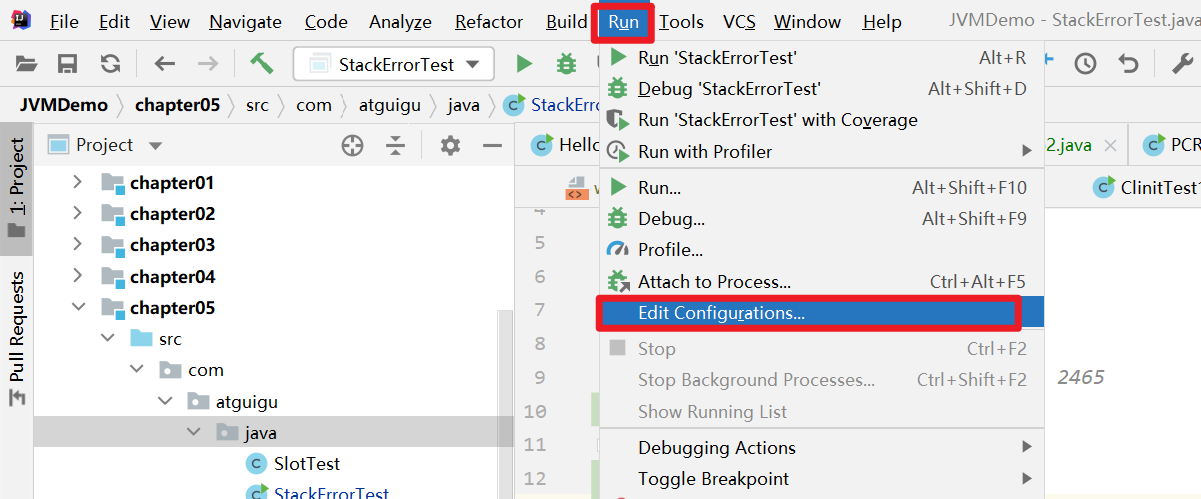 File Edit View Navigate Code Analyze Refactor Build Run Tools VCS Window Help JVMDemo - StackErrorTest.java
StackErrorTest
JVMDemo chapter05 src com atguigu java
1: Project
Pull Requests
Project
chapter01
chapter02
chapter03
chapter04
chapter05
src
com
atguigu
java
SlotTest
StackErrorTest
2.java PCR
ClinitTest1
4
5
6
7
8
9
10
11
12
2465
Run 'StackErrorTest' Alt+R
Debug 'StackErrorTest' Alt+Shift+D
Run 'StackErrorTest' with Coverage
Run with Profiler
Run... Alt+Shift+F10
Debug... Alt+Shift+F9
Profile...
Attach to Process... Ctrl+Alt+F5
Edit Configurations...
Stop Ctrl+F2
Stop Background Processes... Ctrl+Shift+F2
Show Running List
Debugging Actions
Toggle Breakpoint